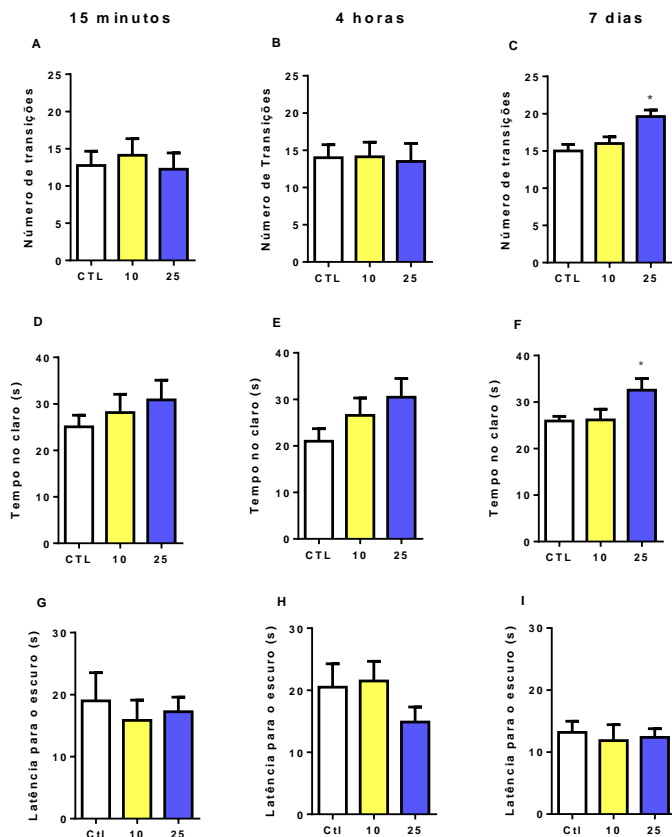 15 minutos
4 horas
7 dias
A
Número de transições
25
20
15
10
5
0
CTL 10 25
B
Número de Transições
25
20
15
10
5
0
CTL 10 25
C
Número de transições
25
20
15
10
5
0
*
CTL 10 25
D
Tempo no claro (s)
40
30
20
10
0
CTL 10 25
E
Tempo no claro (s)
40
30
20
10
0
CTL 10 25
F
Tempo no claro (s)
40
30
20
10
0
*
CTL 10 25
G
Latência para o escuro (s)
30
20
10
0
Ctl 10 25
H
Latência para o escuro (s)
30
20
10
0
Ctl 10 25
I
Latência para o escuro (s)
30
20
10
0
Ctl 10 25